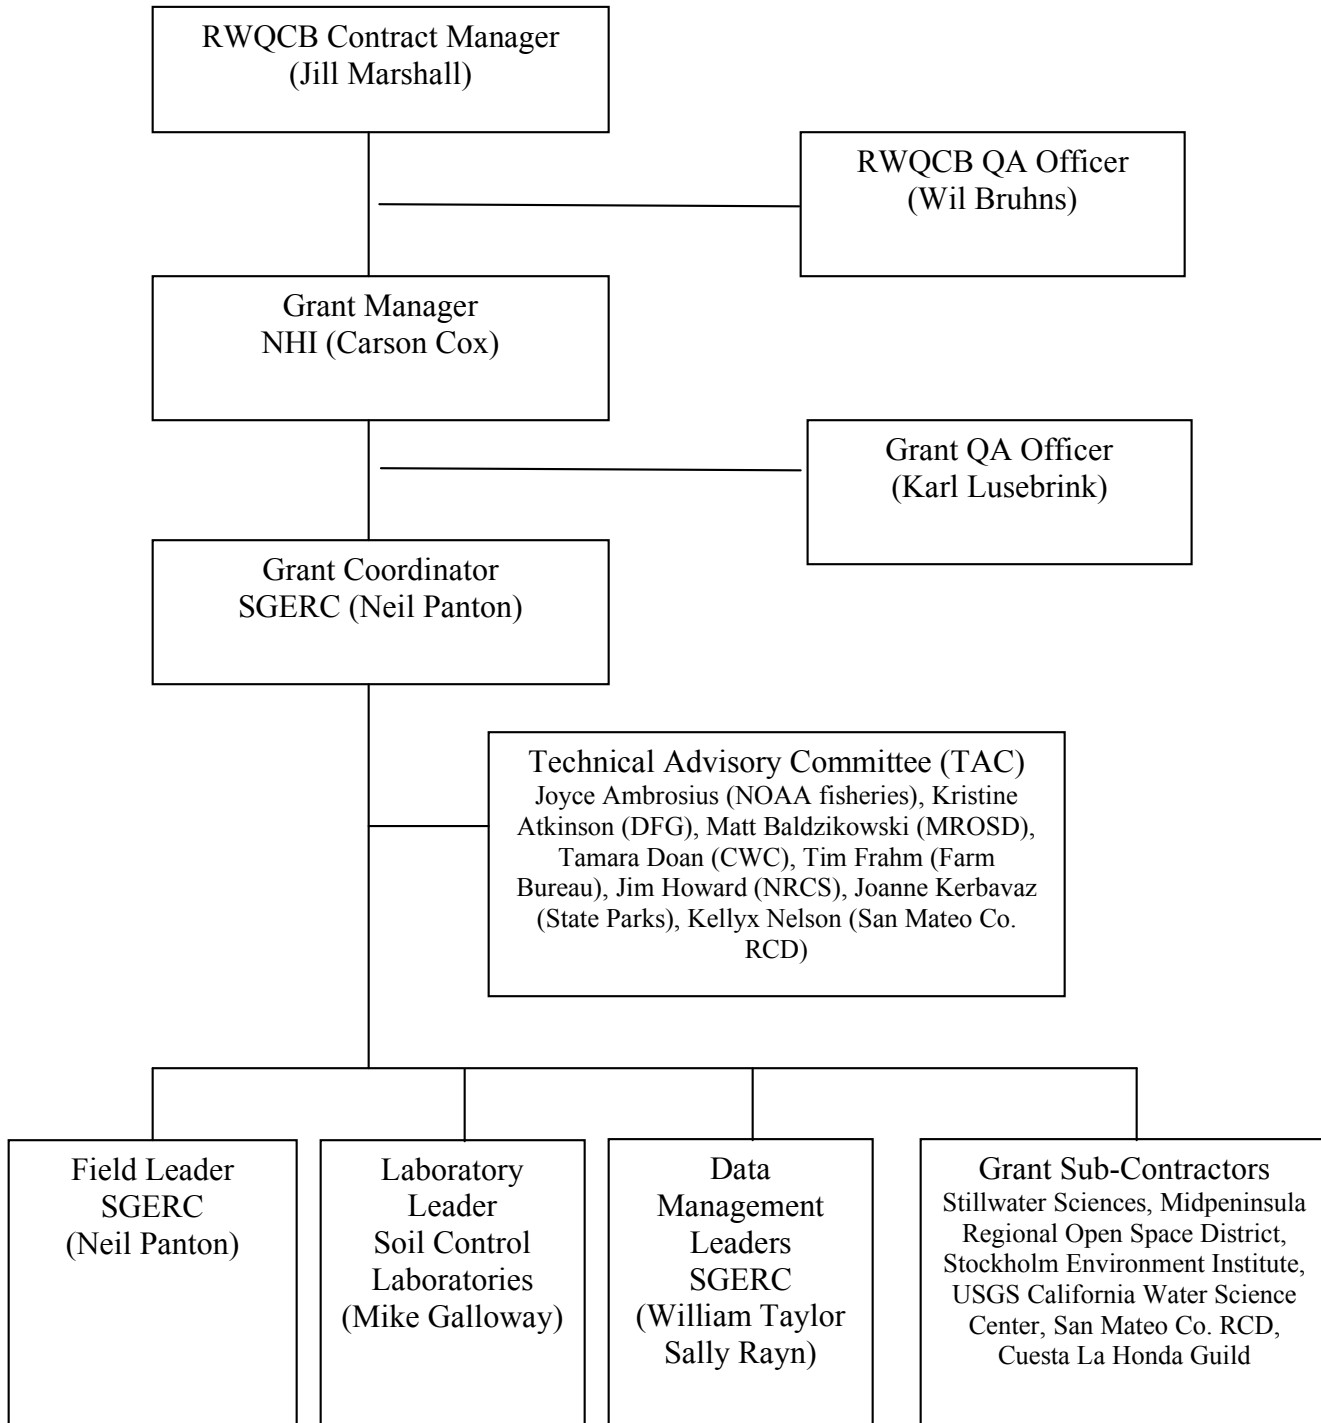 RWQCB Contract Manager
(Jill Marshall)
RWQCB QA Officer
(Wil Bruhns)
Grant Manager
NHI (Carson Cox)
Grant QA Officer
(Karl Lusebrink)
Grant Coordinator
SGERC (Neil Panton)
Technical Advisory Committee (TAC)
Joyce Ambrosius (NOAA fisheries), Kristine
Atkinson (DFG), Matt Baldzikowski (MROSD),
Tamara Doan (CWC), Tim Frahm (Farm
Bureau), Jim Howard (NRCS), Joanne Kerbavaz
(State Parks), Kellyx Nelson (San Mateo Co.
RCD)
Field Leader
SGERC
(Neil Panton)
Laboratory
Leader
Soil Control
Laboratories
(Mike Galloway)
Data
Management
Leaders
SGERC
(William Taylor
Sally Rayn)
Grant Sub-Contractors
Stillwater Sciences, Midpeninsula
Regional Open Space District,
Stockholm Environment Institute,
USGS California Water Science
Center, San Mateo Co. RCD,
Cuesta La Honda Guild